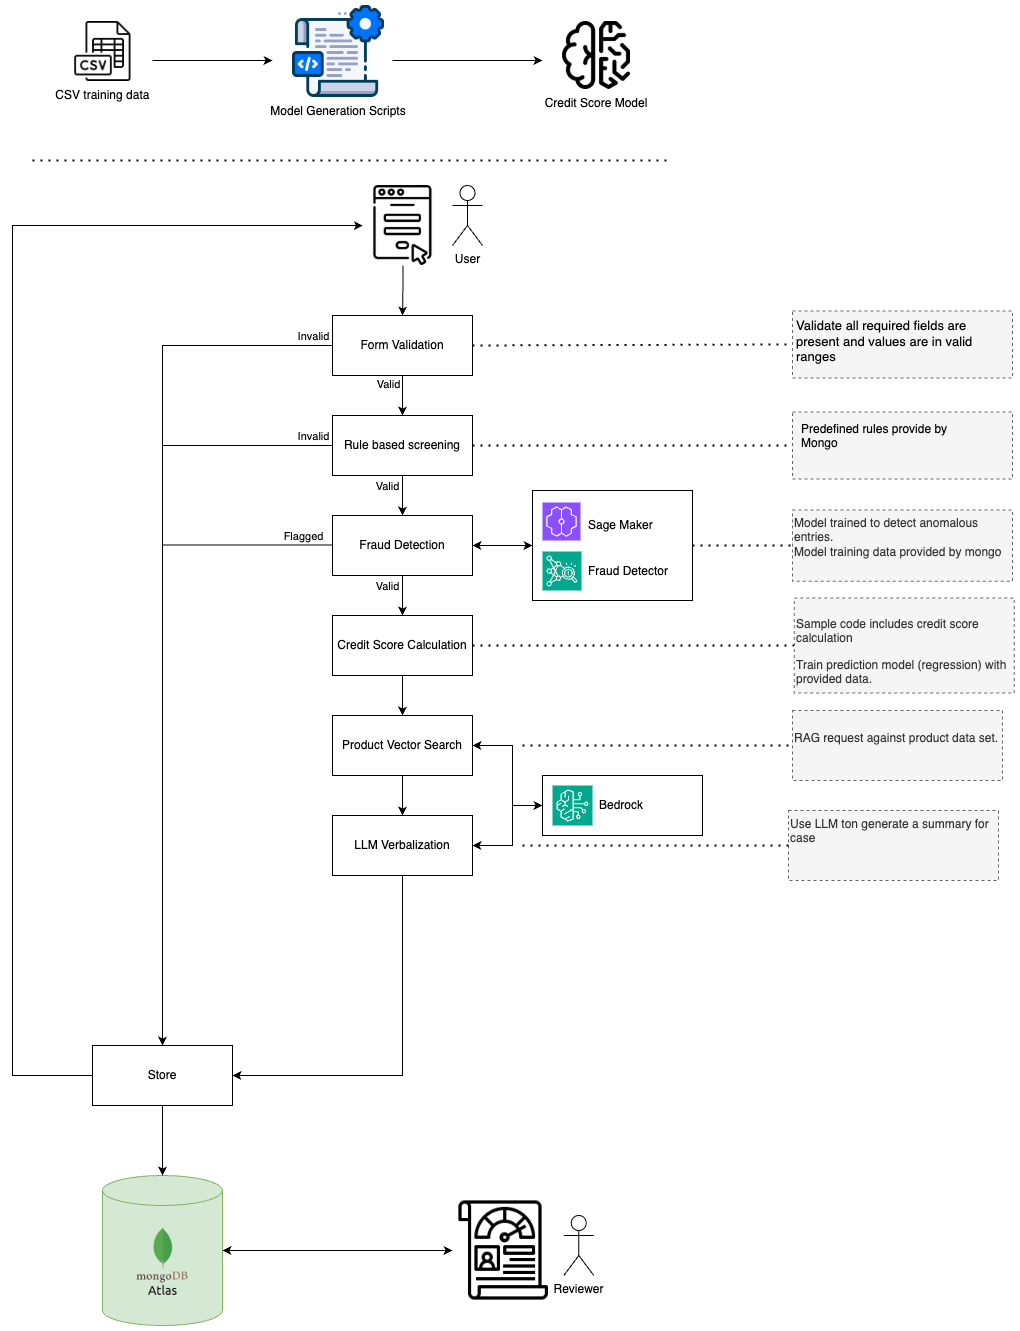 CSV
CSV training data
</>
Model Generation Scripts
Credit Score Model
User
Invalid
Form Validation
Validate all required fields are
present and values are in valid
ranges
Valid
Invalid
Rule based screening
Predefined rules provide by
Mongo
Valid
Flagged
Fraud Detection
Sage Maker
Fraud Detector
Model trained to detect anomalous
entries.
Model training data provided by mongo
Valid
Credit Score Calculation
Sample code includes credit score
calculation
Train prediction model (regression) with
provided data.
Product Vector Search
RAG request against product data set.
Bedrock
LLM Verbalization
Use LLM ton generate a summary for
case
Store
mongoDB
Atlas
Reviewer